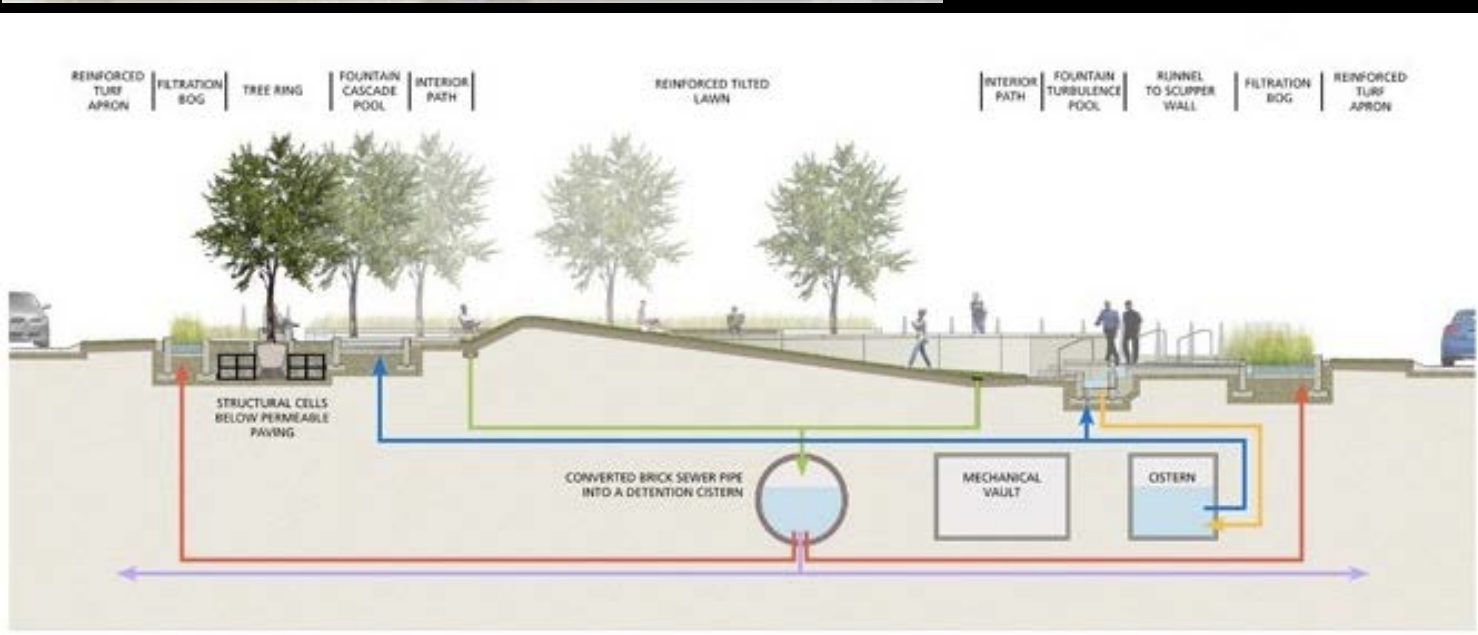 REINFORCED
TURF
APRON
FILTRATION
BOG
TREE RING
FOUNTAIN
CASCADE
POOL
INTERIOR
PATH
REINFORCED TILTED
LAWN
INTERIOR
PATH
FOUNTAIN
TURBULENCE
POOL
RUNNEL
TO SCUPPER
WALL
FILTRATION
BOG
REINFORCED
TURF
APRON
STRUCTURAL CELLS
BELOW PERMEABLE
PAVING
CONVERTED BRICK SEWER PIPE
INTO A DETENTION CISTERN
MECHANICAL
VAULT
CISTERN